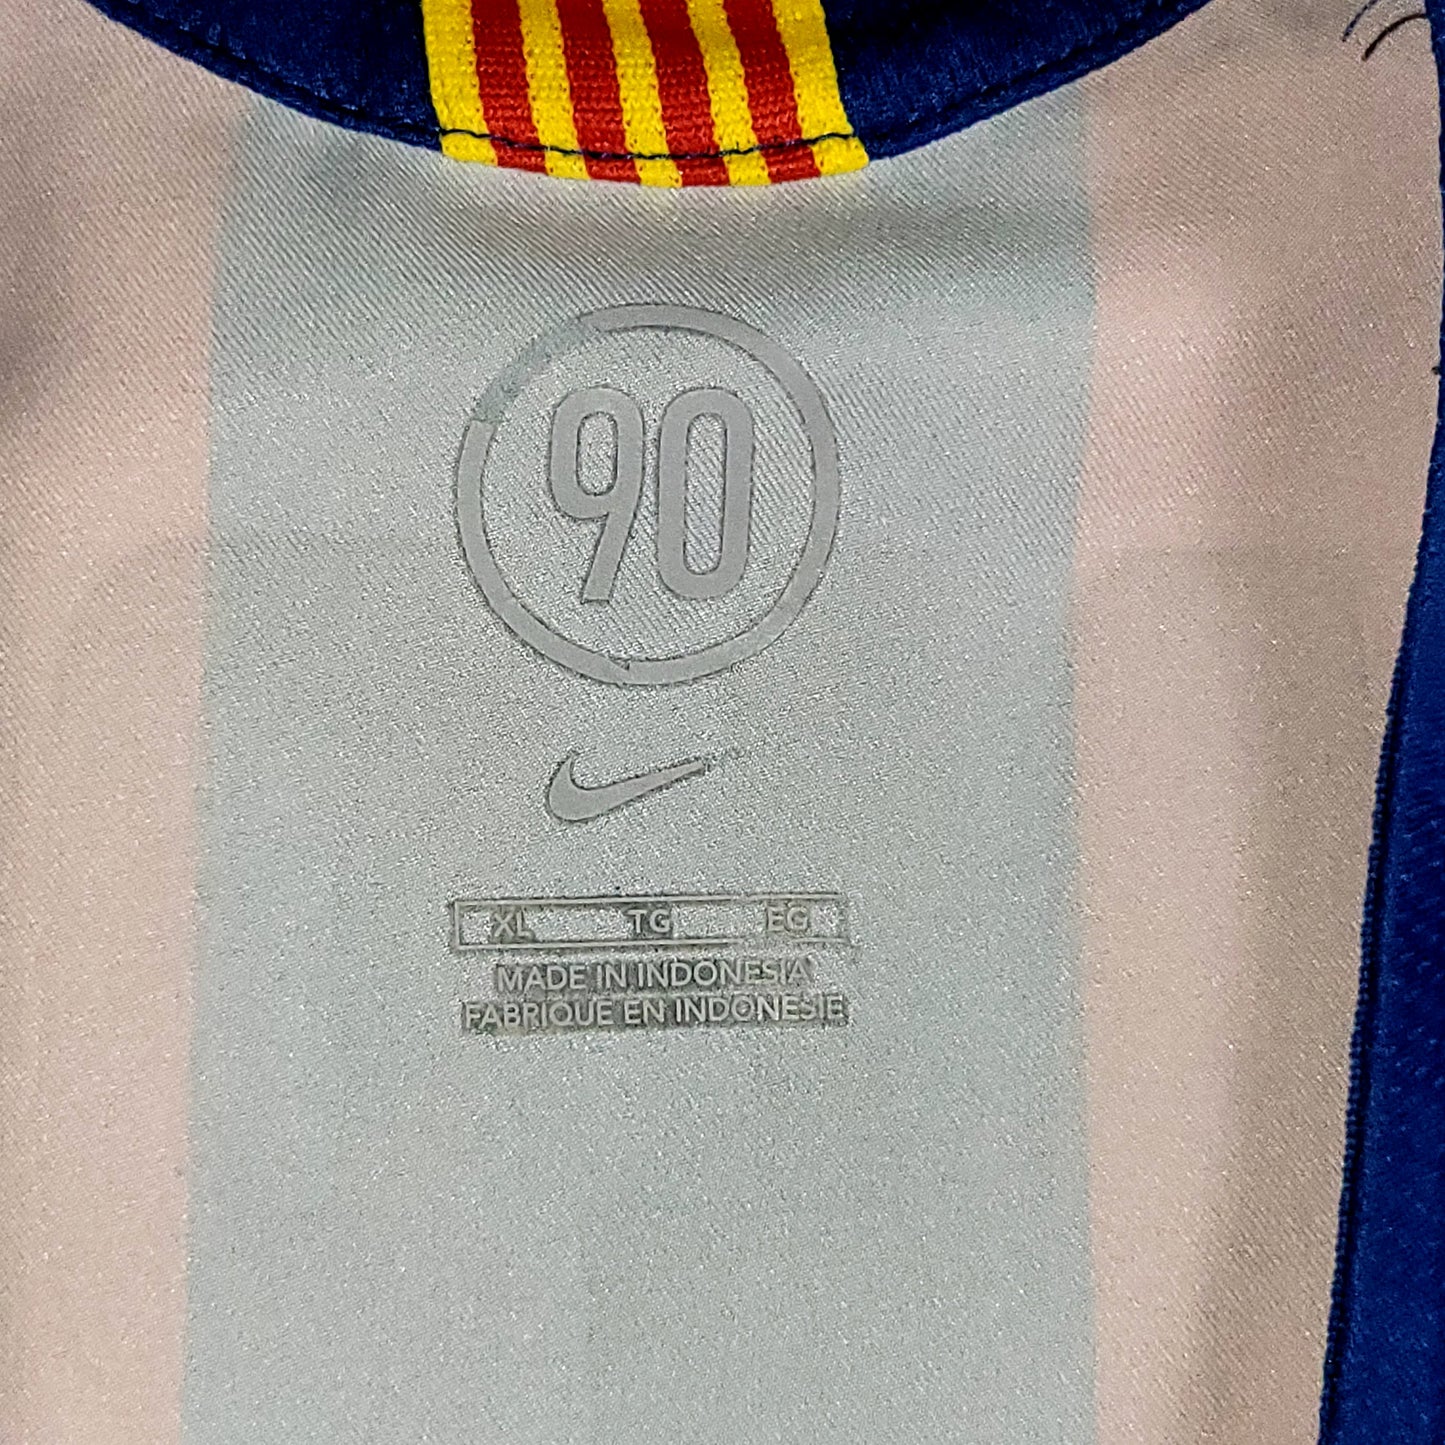 90
XL TG EG
MADE IN INDONESIA
FABRIQUE EN INDONESIE